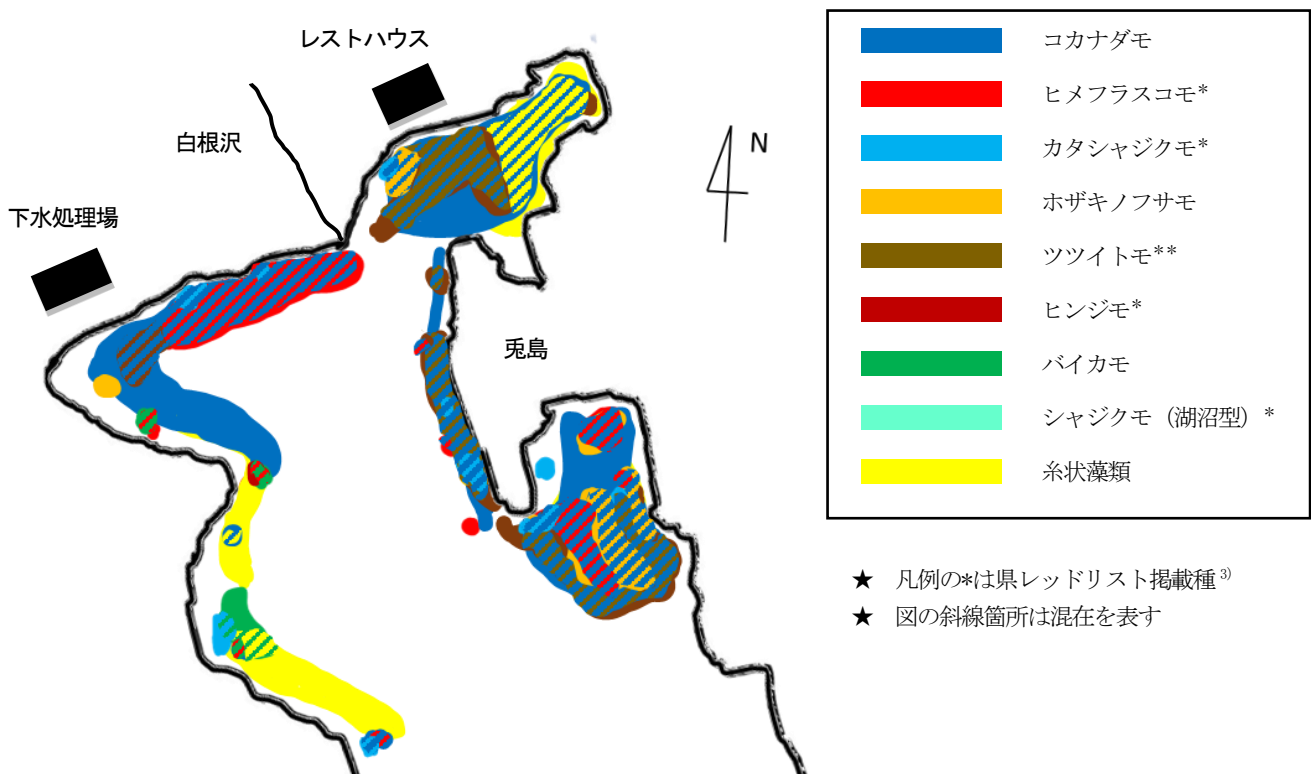 レストハウス
白根沢
下水処理場
兎島
N
コカナダモ
ヒメフラスコモ*
カタシャジクモ*
ホザキノフサモ
ツツイトモ**
ヒンジモ*
バイカモ
シャジクモ（湖沼型）*
糸状藻類
★ 凡例の*は県レッドリスト掲載種3)
★ 図の斜線箇所は混在を表す